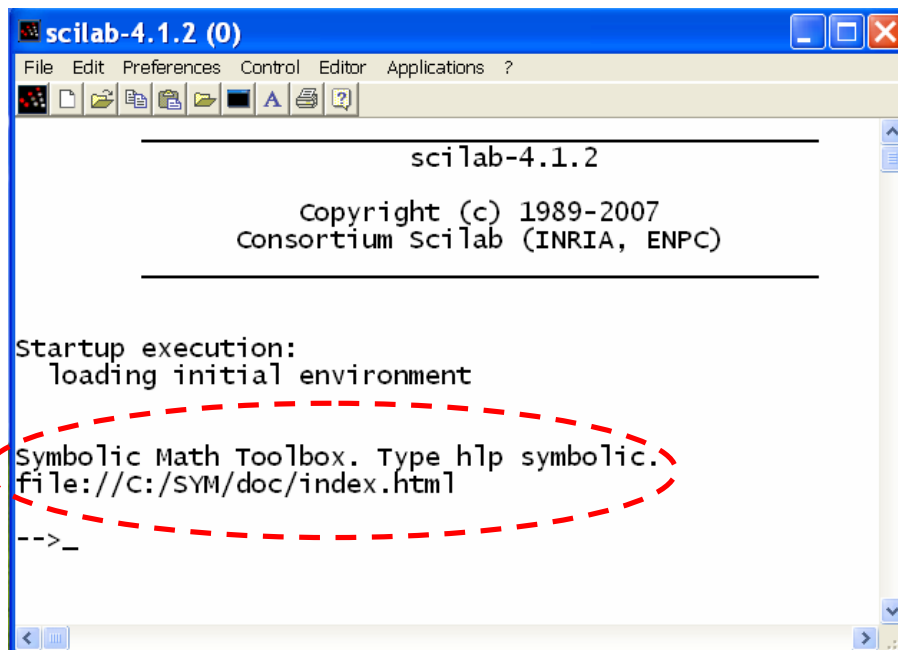 scilab-4.1.2 (0)
File Edit Preferences Control Editor Applications ?
A ?
scilab-4.1.2
Copyright (c) 1989-2007
Consortium Scilab (INRIA, ENPC)
Startup execution:
loading initial environment
Symbolic Math Toolbox. Type hlp symbolic.
file://C:/SYM/doc/index.html
-->_